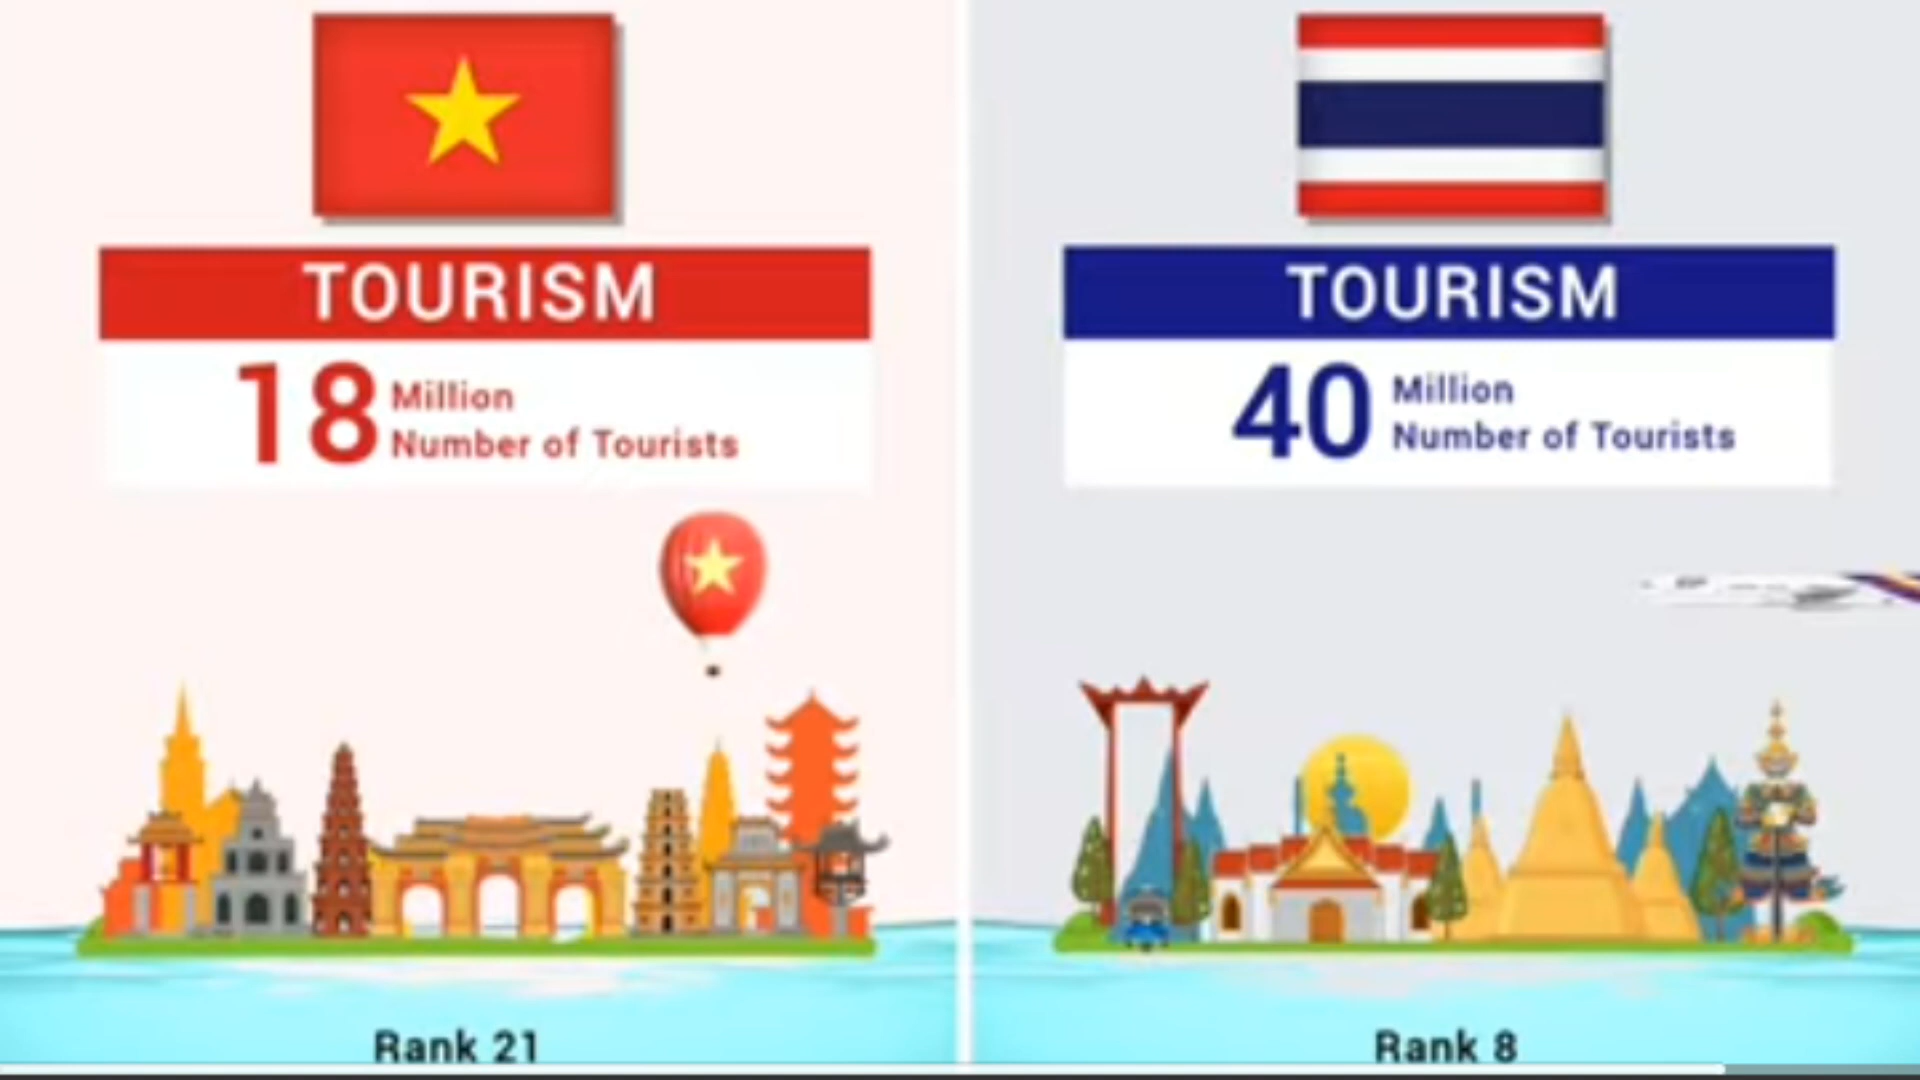 TOURISM
18 Million
Number of Tourists
Rank 21
TOURISM
40 Million
Number of Tourists
Rank 8